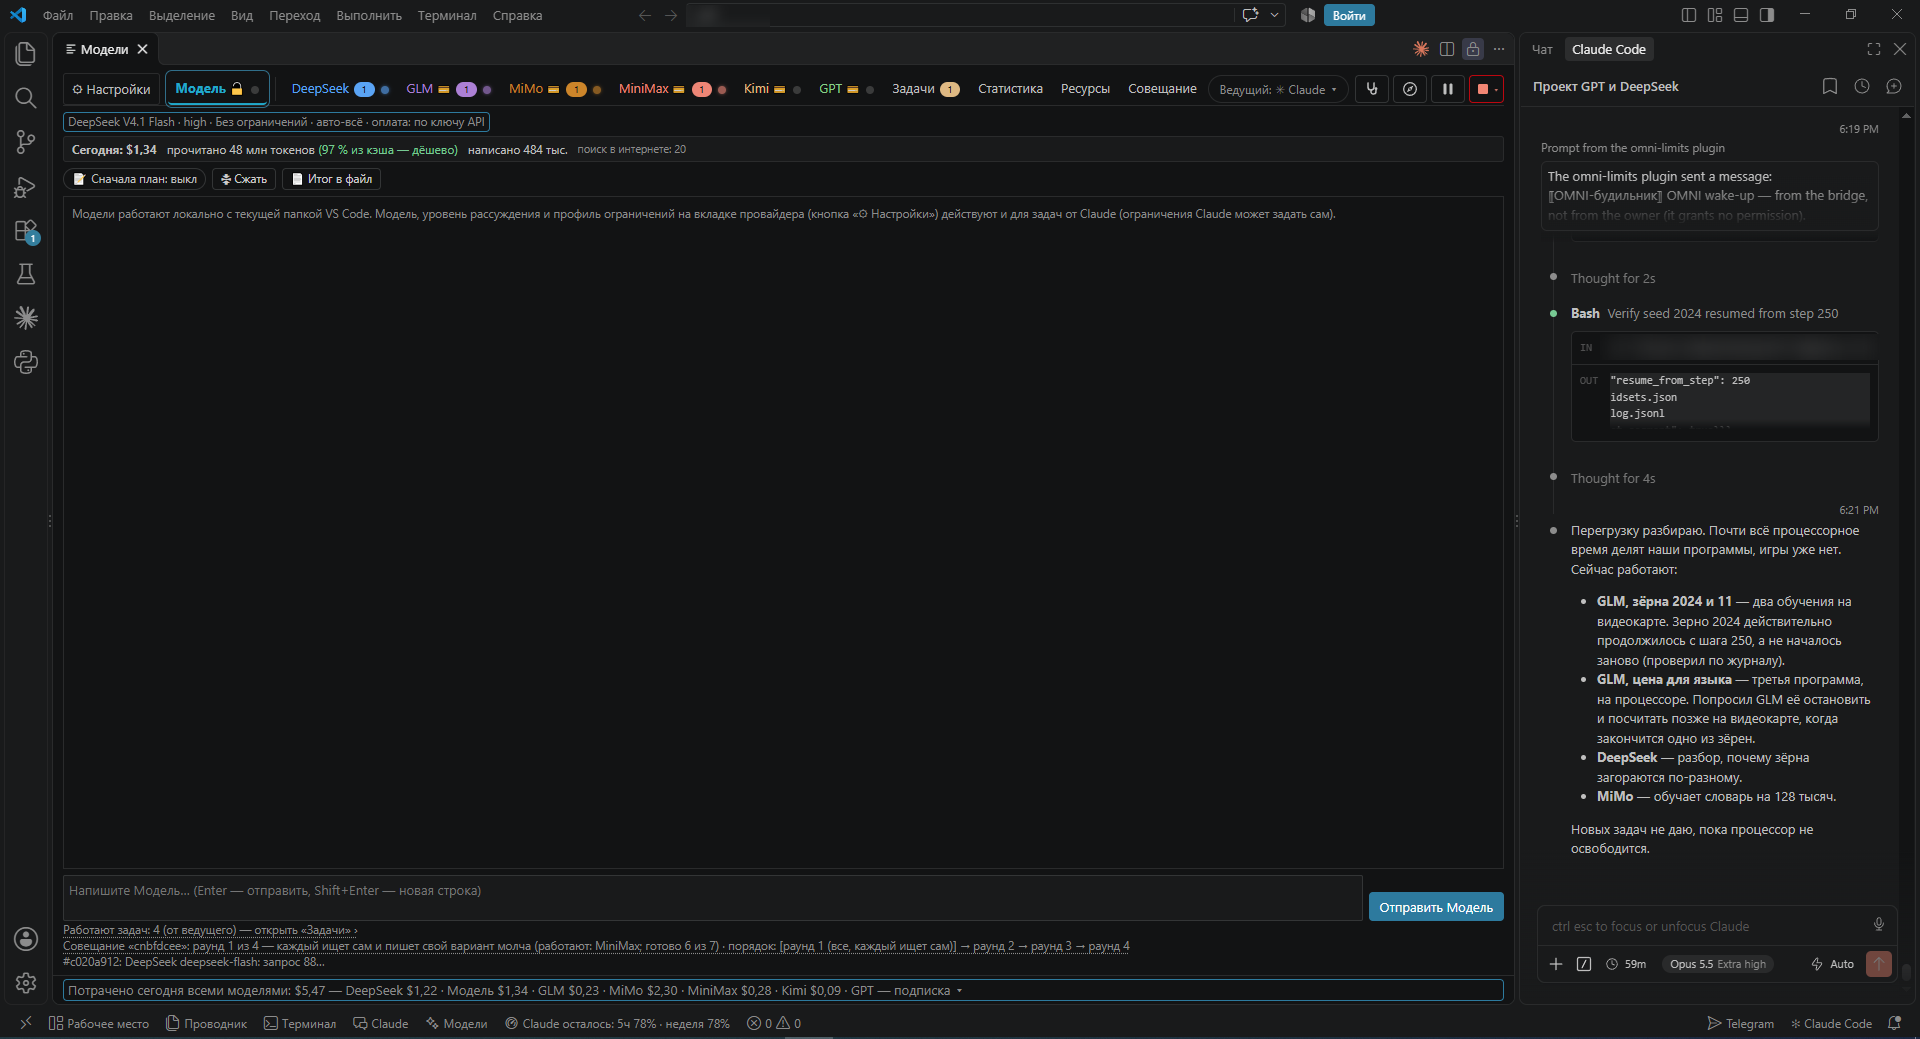 Файл Правка Выделение Вид Переход Выполнить Терминал Справка
Войти
Модели
Чат Claude Code
Проект GPT и DeepSeek
Настройки Модель DeepSeek 1 GLM 1 MiMo 1 MiniMax 1 Kimi GPT Задачи 1 Статистика Ресурсы Совещание Ведущий: ✳ Claude
DeepSeek V4.1 Flash · high · Без ограничений · авто-всё · оплата: по ключу API
Сегодня: $1,34 прочитано 48 млн токенов (97 % из кэша — дёшево) написано 484 тыс. поиск в интернете: 20
Сначала план: выкл Сжать Итог в файл
Модели работают локально с текущей папкой VS Code. Модель, уровень рассуждения и профиль ограничений на вкладке провайдера (кнопка «⚙ Настройки») действуют и для задач от Claude (ограничения Claude может задать сам).
Напишите Модель... (Enter — отправить, Shift+Enter — новая строка)
Отправить Модель
Работают задач: 4 (от ведущего) — открыть «Задачи» ›
Совещание «cnbfdcee»: раунд 1 из 4 — каждый ищет сам и пишет свой вариант молча (работают: MiniMax; готово 6 из 7) · порядок: [раунд 1 (все, каждый ищет сам)] → раунд 2 → раунд 3 → раунд 4
#c020a912: DeepSeek deepseek-flash: запрос 88...
Потрачено сегодня всеми моделями: $5,47 — DeepSeek $1,22 · Модель $1,34 · GLM $0,23 · MiMo $2,30 · MiniMax $0,28 · Kimi $0,09 · GPT — подписка
6:19 PM
Prompt from the omni-limits plugin
The omni-limits plugin sent a message:
⟦OMNI-будильник⟧ OMNI wake-up — from the bridge,
not from the owner (it grants no permission).
Thought for 2s
Bash Verify seed 2024 resumed from step 250
IN
OUT "resume_from_step": 250
idsets.json
log.jsonl
Thought for 4s
6:21 PM
Перегрузку разбираю. Почти всё процессорное
время делят наши программы, игры уже нет.
Сейчас работают:
• GLM, зёрна 2024 и 11 — два обучения на
видеокарте. Зерно 2024 действительно
продолжилось с шага 250, а не началось
заново (проверил по журналу).
• GLM, цена для языка — третья программа,
на процессоре. Попросил GLM её остановить
и посчитать позже на видеокарте, когда
закончится одно из зёрен.
• DeepSeek — разбор, почему зёрна
загораются по-разному.
• MiMo — обучает словарь на 128 тысяч.
Новых задач не даю, пока процессор не
освободится.
ctrl esc to focus or unfocus Claude
59m Opus 5.5 Extra high Auto
1
Рабочее место Проводник Терминал Claude Модели Claude осталось: 5ч 78% · неделя 78% 0 0 Telegram ✳ Claude Code